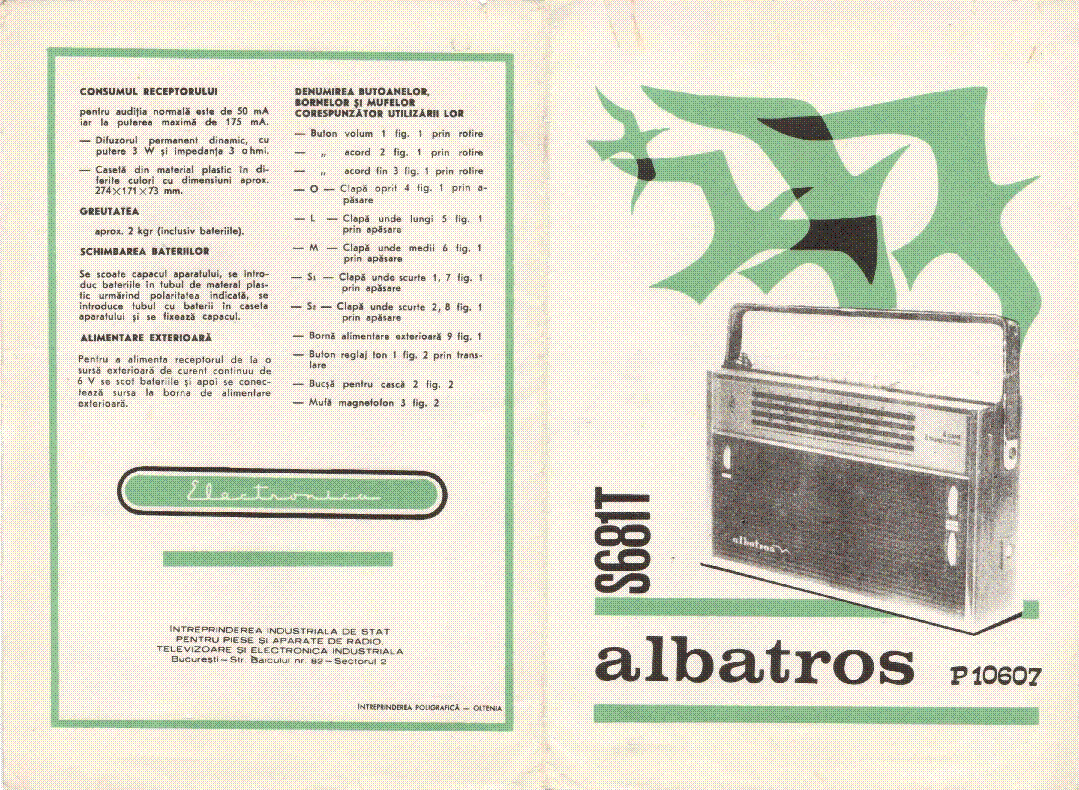 CONSUMUL RECEPTORULUI
pentru audiția normală este de 50 mA
iar la puterea maximă de 175 mA.
— Difuzorul permanent dinamic, cu
putere 3 W și impedanța 3 ohmi.
— Casetă din material plastic în di-
ferite culori cu dimensiuni aprox.
274×171×73 mm.
GREUTATEA
aprox. 2 kgr (inclusiv bateriile).
SCHIMBAREA BATERIILOR
Se scoate capacul aparatului, se intro-
duc bateriile în tubul de materal plas-
tic urmărind polaritatea indicată, se
introduce tubul cu baterii în caseta
aparatului și se fixează capacul.
ALIMENTARE EXTERIOARĂ
Pentru a alimenta receptorul de la o
sursă exterioară de curent continuu de
6 V se scot bateriile și apoi se conec-
tează sursa la borna de alimentare
exterioară.
DENUMIREA BUTOANELOR,
BORNELOR ȘI MUFELOR
CORESPUNZĂTOR UTILIZĂRII LOR
— Buton volum 1 fig. 1 prin rotire
— „ acord 2 fig. 1 prin rotire
— „ acord fin 3 fig. 1 prin rotire
— O — Clapă oprit 4 fig. 1 prin a-
păsare
— L — Clapă unde lungi 5 fig. 1
prin apăsare
— M — Clapă unde medii 6 fig. 1
prin apăsare
— S1 — Clapă unde scurte 1, 7 fig. 1
prin apăsare
— S2 — Clapă unde scurte 2, 8 fig. 1
prin apăsare
— Bornă alimentare exterioară 9 fig. 1
— Buton reglaj ton 1 fig. 2 prin trans-
lare
— Bucșă pentru cască 2 fig. 2
— Mufă magnetofon 3 fig. 2
Electronica
INTREPRINDEREA INDUSTRIALA DE STAT
PENTRU PIESE ȘI APARATE DE RADIO,
TELEVIZOARE ȘI ELECTRONICA INDUSTRIALA
București — Str. Baicului nr. 82 — Sectorul 2
ÎNTREPRINDEREA POLIGRAFICĂ — OLTENIA
albatros
S681T
albatros P10607